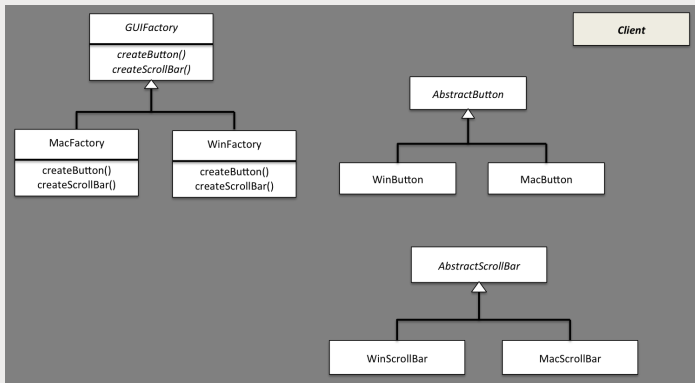 GUIFactory
createButton()
createScrollBar()
Client
AbstractButton
MacFactory
createButton()
createScrollBar()
WinFactory
createButton()
createScrollBar()
WinButton
MacButton
AbstractScrollBar
WinScrollBar
MacScrollBar